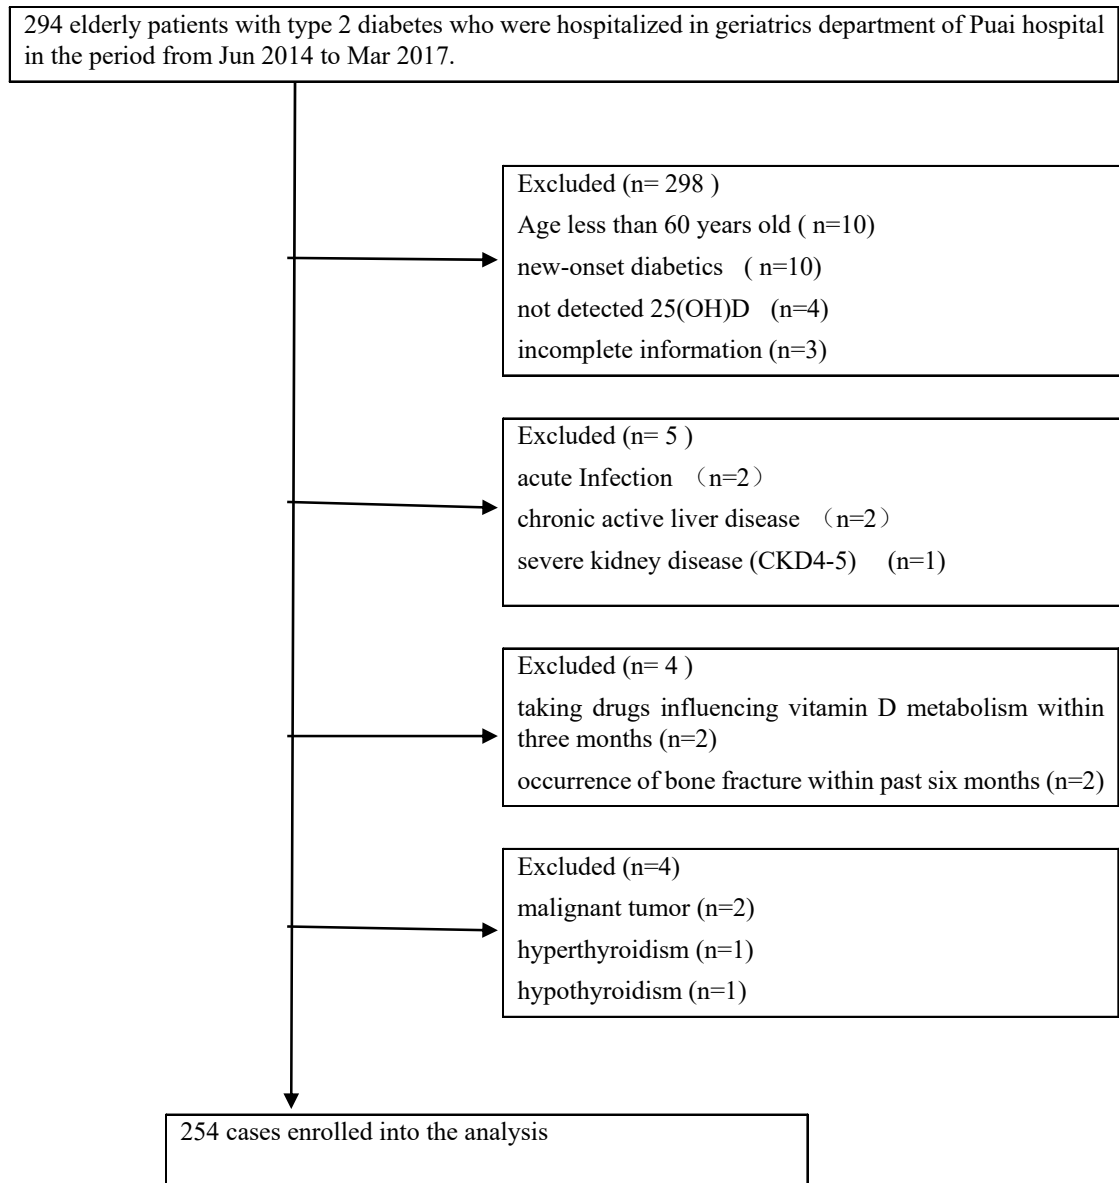 294 elderly patients with type 2 diabetes who were hospitalized in geriatrics department of Puai hospital
in the period from Jun 2014 to Mar 2017.
Excluded (n= 298 )
Age less than 60 years old ( n=10)
new-onset diabetics ( n=10)
not detected 25(OH)D (n=4)
incomplete information (n=3)
Excluded (n= 5 )
acute Infection （n=2）
chronic active liver disease （n=2）
severe kidney disease (CKD4-5) (n=1)
Excluded (n= 4 )
taking drugs influencing vitamin D metabolism within
three months (n=2)
occurrence of bone fracture within past six months (n=2)
Excluded (n=4)
malignant tumor (n=2)
hyperthyroidism (n=1)
hypothyroidism (n=1)
254 cases enrolled into the analysis